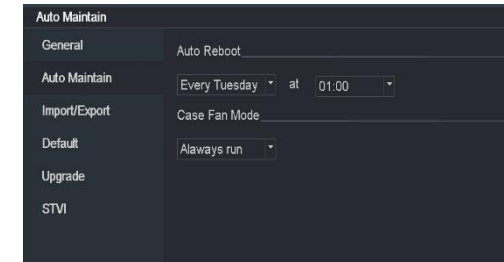 Auto Maintain
General
Auto Maintain
Import/Export
Default
Upgrade
STVI
Auto Reboot
Every Tuesday at 01:00
Case Fan Mode
Alaways run